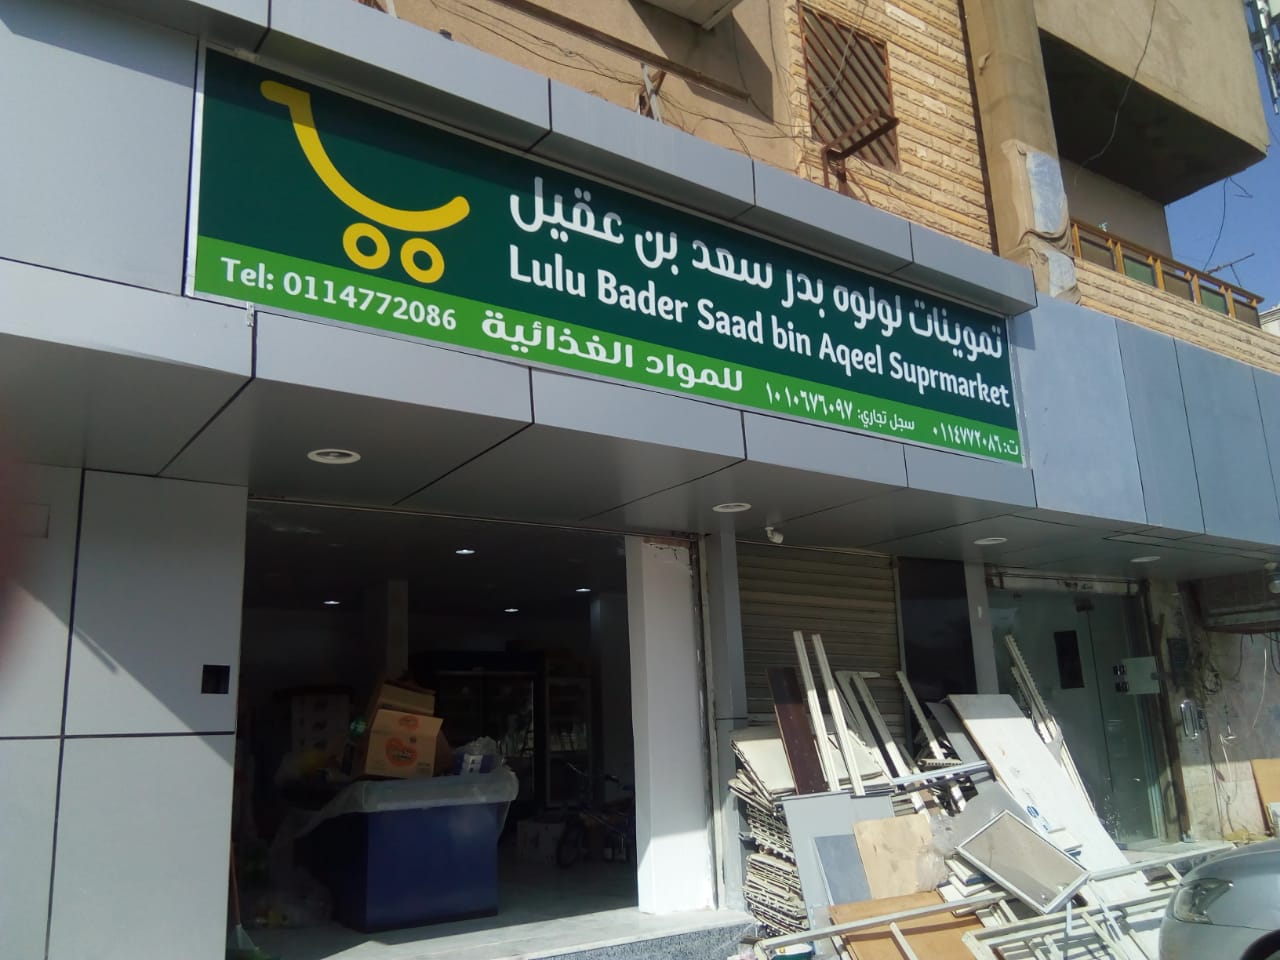 تموينات لولوه بدر سعد بن عقيل
Lulu Bader Saad bin Aqeel Suprmarket
Tel: 0114772086 للمواد الغذائية سجل تجاري: ١٠١٠٦٧٦٠٩٧ ت: ٠١١٤٧٧٢٠٨٦